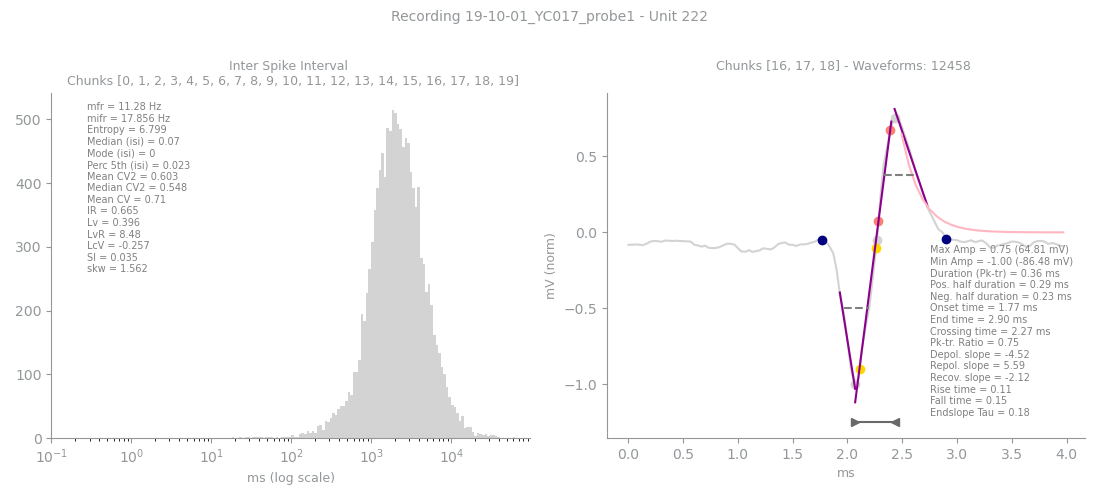 Recording 19-10-01_YC017_probe1 - Unit 222
Inter Spike Interval
Chunks [0, 1, 2, 3, 4, 5, 6, 7, 8, 9, 10, 11, 12, 13, 14, 15, 16, 17, 18, 19]
500
400
300
200
100
0
mfr = 11.28 Hz
mifr = 17.856 Hz
Entropy = 6.799
Median (isi) = 0.07
Mode (isi) = 0
Perc 5th (isi) = 0.023
Mean CV2 = 0.603
Median CV2 = 0.548
Mean CV = 0.71
IR = 0.665
Lv = 0.396
LvR = 8.48
LcV = -0.257
SI = 0.035
skw = 1.562
10⁻¹ 10⁰ 10¹ 10² 10³ 10⁴
ms (log scale)
Chunks [16, 17, 18] - Waveforms: 12458
mV (norm)
0.5
0.0
−0.5
−1.0
Max Amp = 0.75 (64.81 mV)
Min Amp = -1.00 (-86.48 mV)
Duration (Pk-tr) = 0.36 ms
Pos. half duration = 0.29 ms
Neg. half duration = 0.23 ms
Onset time = 1.77 ms
End time = 2.90 ms
Crossing time = 2.27 ms
Pk-tr. Ratio = 0.75
Depol. slope = -4.52
Repol. slope = 5.59
Recov. slope = -2.12
Rise time = 0.11
Fall time = 0.15
Endslope Tau = 0.18
0.0 0.5 1.0 1.5 2.0 2.5 3.0 3.5 4.0
ms